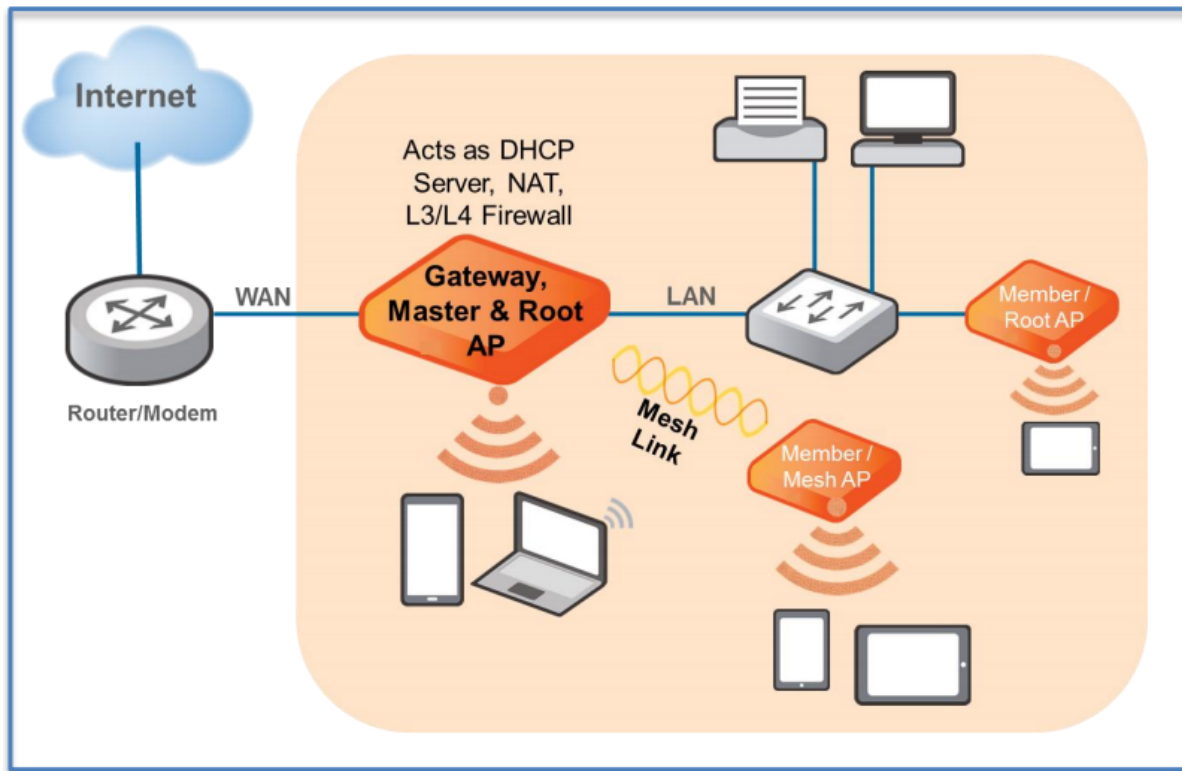 Internet
Acts as DHCP
Server, NAT,
L3/L4 Firewall
Gateway,
Master & Root
AP
WAN
LAN
Member /
Root AP
Router/Modem
Mesh
Link
Member /
Mesh AP